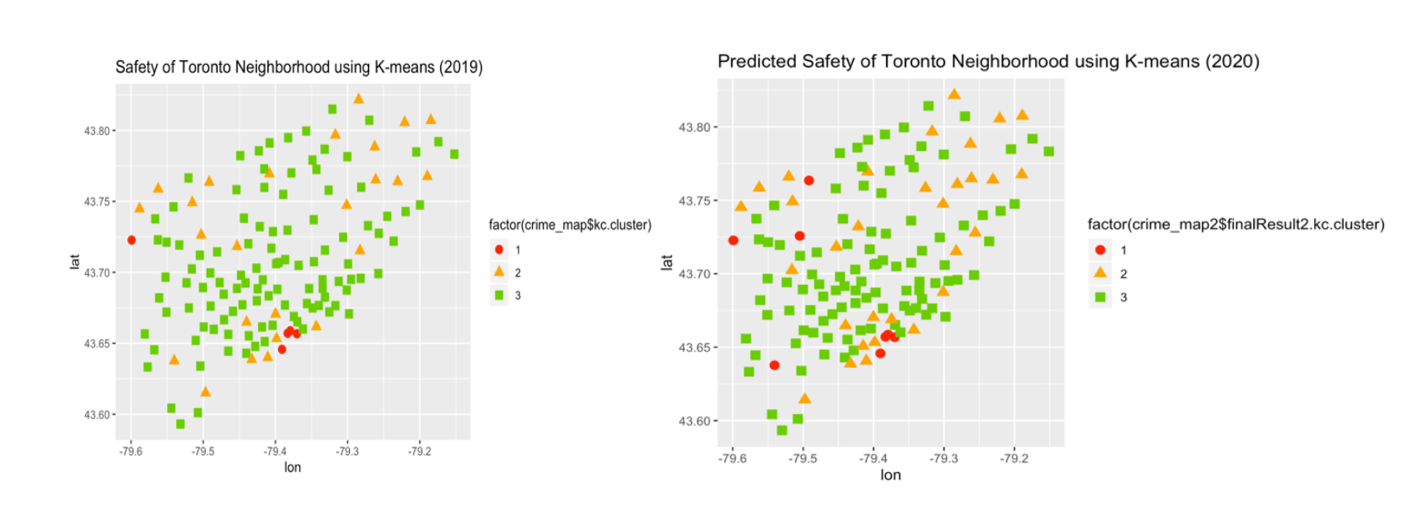 Safety of Toronto Neighborhood using K-means (2019)
43.80
43.75
43.70
43.65
43.60
lat
-79.6 -79.5 -79.4 -79.3 -79.2
lon
factor(crime_map$kc.cluster)
1
2
3
Predicted Safety of Toronto Neighborhood using K-means (2020)
43.80
43.75
43.70
43.65
43.60
lat
-79.6 -79.5 -79.4 -79.3 -79.2
lon
factor(crime_map2$finalResult2.kc.cluster)
1
2
3